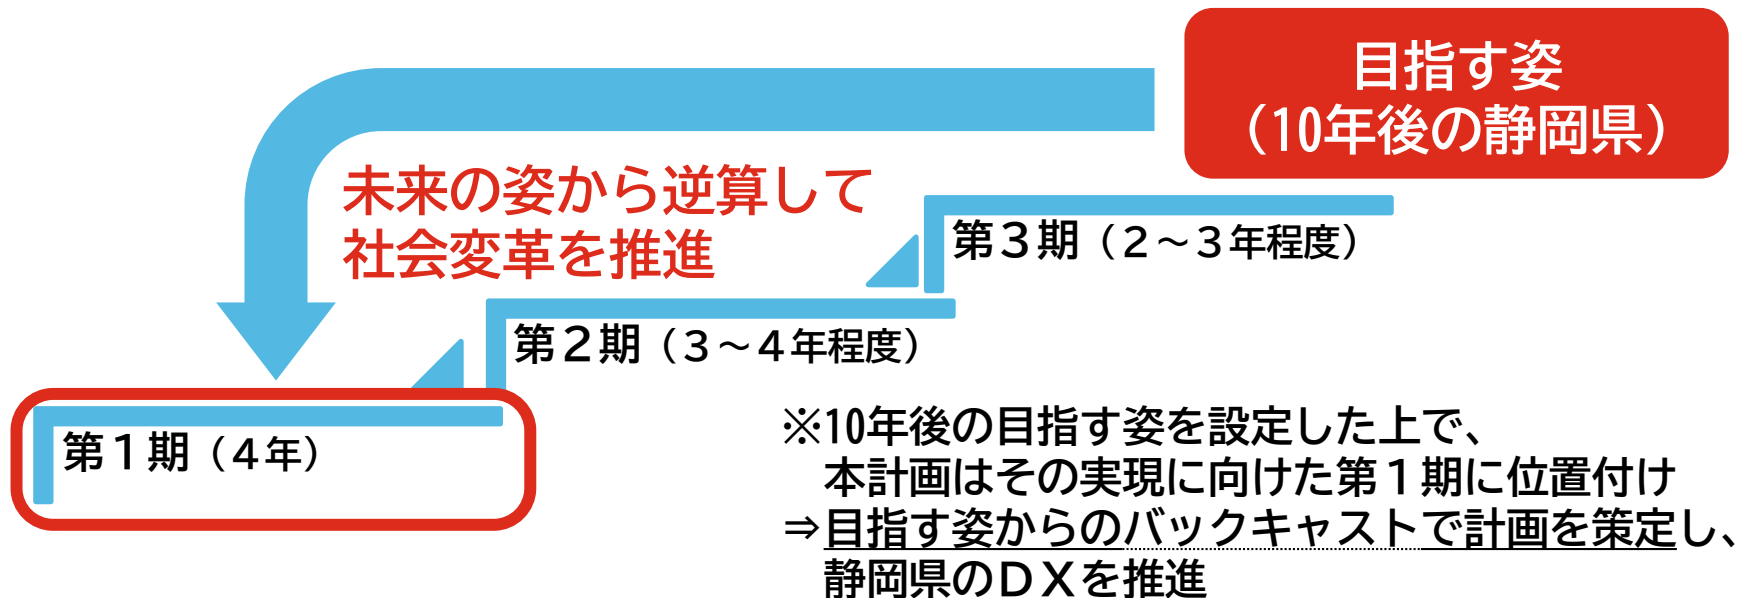 目指す姿
（10年後の静岡県）
未来の姿から逆算して
社会変革を推進
第３期（２～３年程度）
第２期（３～４年程度）
第１期（４年）
※10年後の目指す姿を設定した上で、
本計画はその実現に向けた第１期に位置付け
⇒目指す姿からのバックキャストで計画を策定し、
静岡県のＤＸを推進